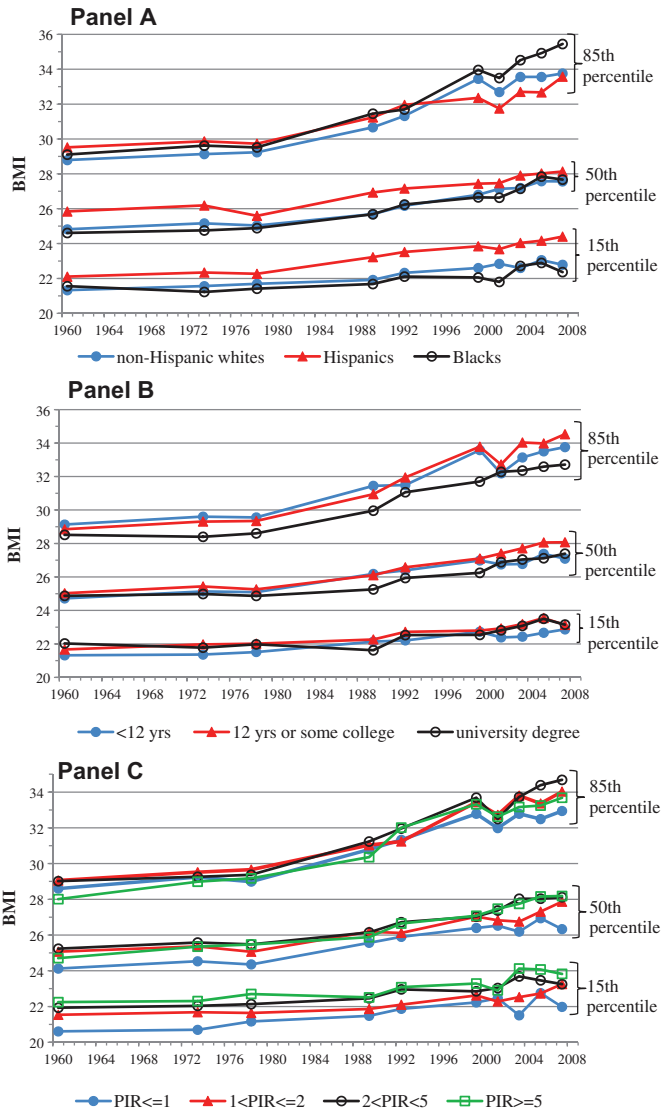 Panel A
36
34
32
30
28
26
24
22
20
BMI
85th
percentile
50th
percentile
15th
percentile
1960 1964 1968 1972 1976 1980 1984 1988 1992 1996 2000 2004 2008
non-Hispanic whites Hispanics Blacks
Panel B
36
34
32
30
28
26
24
22
20
BMI
85th
percentile
50th
percentile
15th
percentile
1960 1964 1968 1972 1976 1980 1984 1988 1992 1996 2000 2004 2008
<12 yrs 12 yrs or some college university degree
Panel C
34
32
30
28
26
24
22
20
BMI
85th
percentile
50th
percentile
15th
percentile
1960 1964 1968 1972 1976 1980 1984 1988 1992 1996 2000 2004 2008
PIR<=1 1<PIR<=2 2<PIR<5 PIR>=5